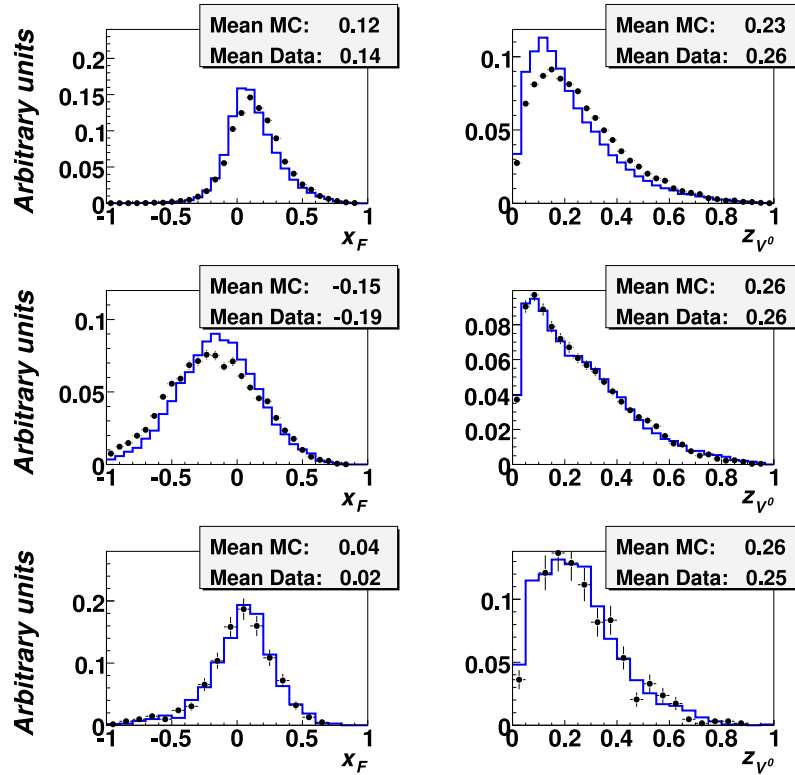 Mean MC: 0.12
Mean Data: 0.14
Arbitrary units
0.2
0.15
0.1
0.05
0
-1 -0.5 0 0.5 1
x_F
Mean MC: 0.23
Mean Data: 0.26
0.1
0.05
0
0 0.2 0.4 0.6 0.8 1
z_V⁰
Mean MC: -0.15
Mean Data: -0.19
Arbitrary units
0.1
0.05
0
-1 -0.5 0 0.5 1
x_F
Mean MC: 0.26
Mean Data: 0.26
0.08
0.06
0.04
0.02
0
0 0.2 0.4 0.6 0.8 1
z_V⁰
Mean MC: 0.04
Mean Data: 0.02
Arbitrary units
0.2
0.1
0
-1 -0.5 0 0.5 1
x_F
Mean MC: 0.26
Mean Data: 0.25
0.1
0.05
0
0 0.2 0.4 0.6 0.8 1
z_V⁰